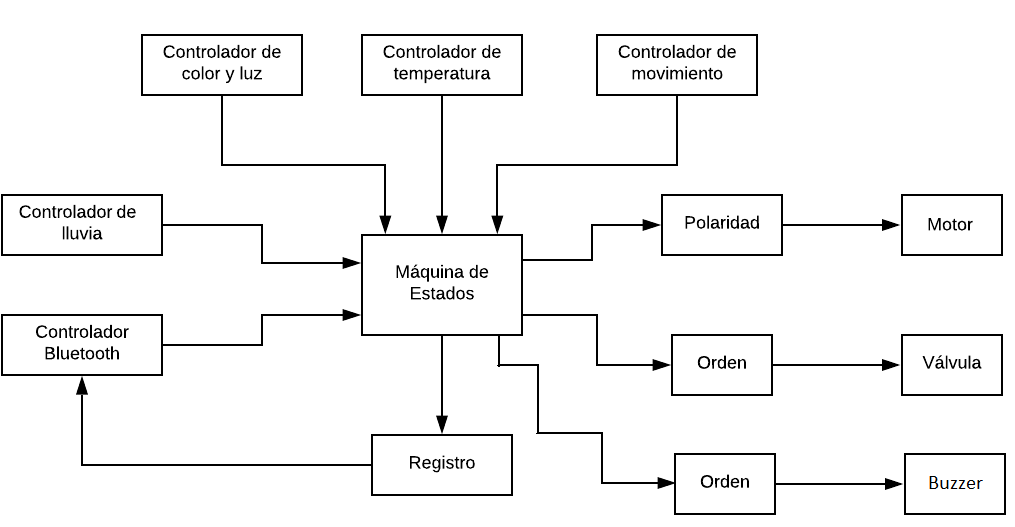 Controlador de
color y luz
Controlador de
temperatura
Controlador de
movimiento
Controlador de
lluvia
Polaridad
Motor
Máquina de
Estados
Controlador
Bluetooth
Orden
Válvula
Registro
Orden
Buzzer